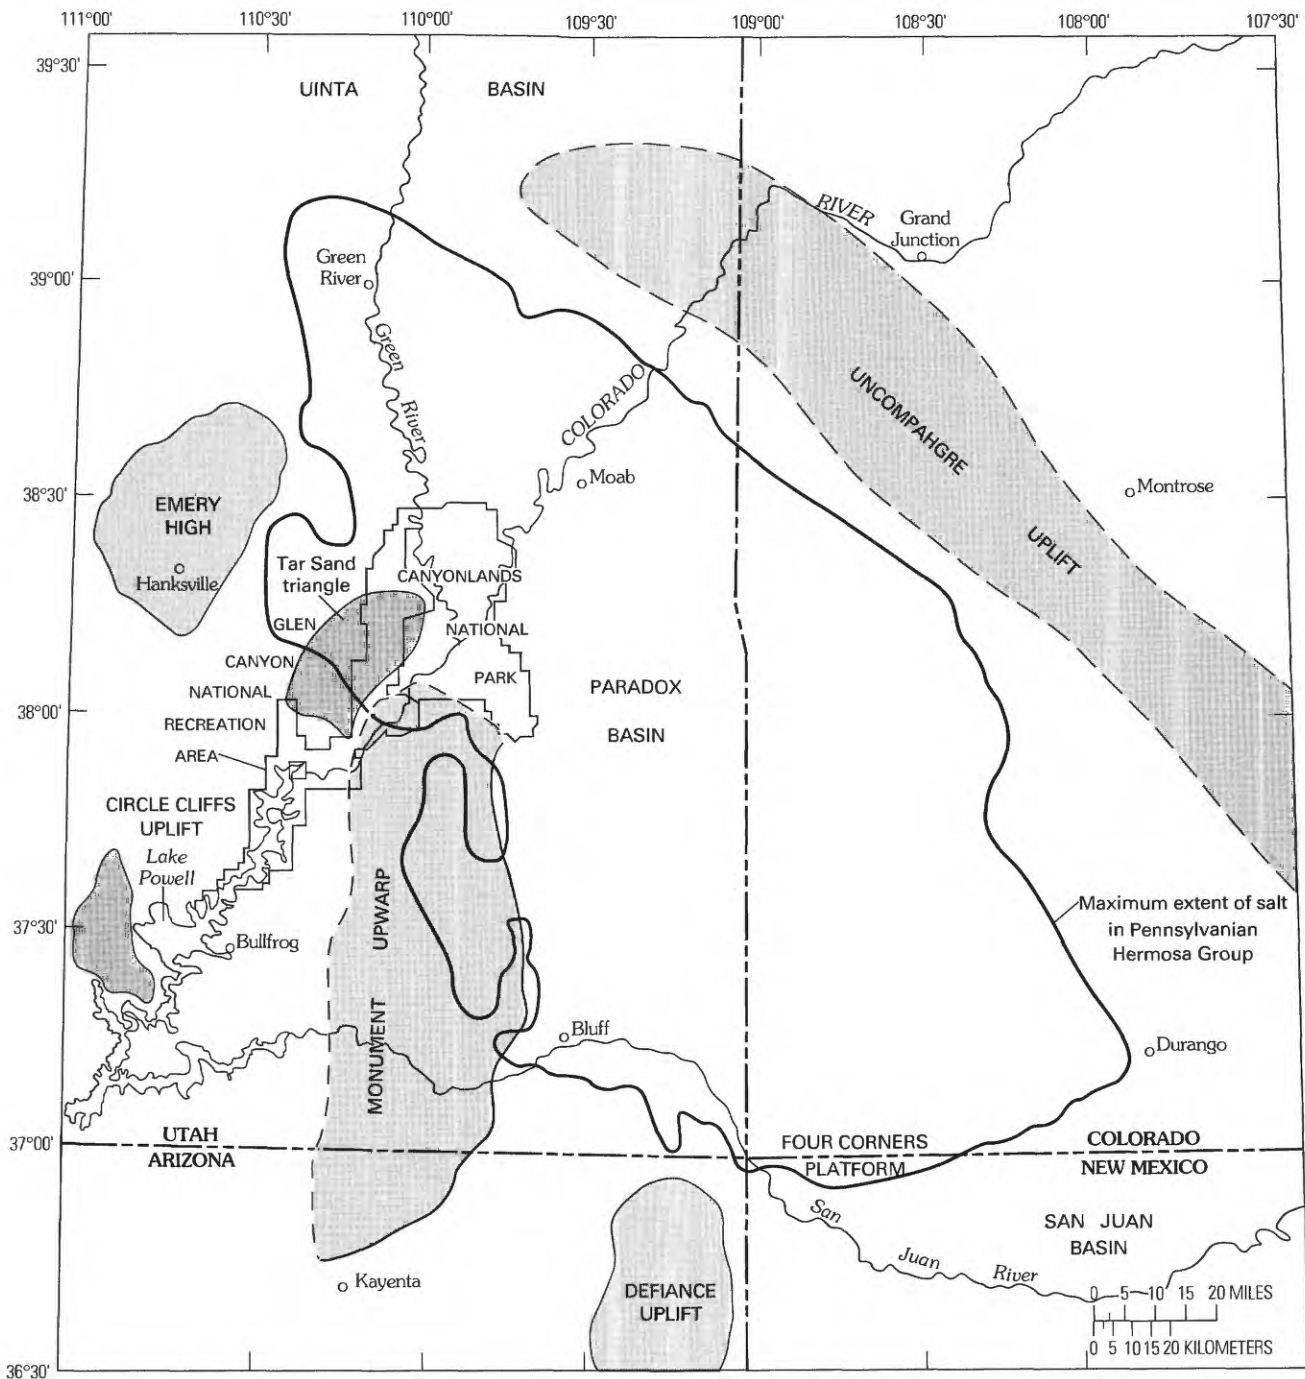 111°00' 110°30' 110°00' 109°30' 109°00' 108°30' 108°00' 107°30'
39°30'
UINTA BASIN
RIVER
Grand
Junction
Green
River
39°00'
Green
River
COLORADO
UNCOMPAHGRE
UPLIFT
Moab
Montrose
38°30'
EMERY
HIGH
Hanksville
Tar Sand
triangle
CANYONLANDS
NATIONAL
PARK
GLEN
CANYON
NATIONAL
RECREATION
AREA
38°00'
PARADOX
BASIN
CIRCLE CLIFFS
UPLIFT
Lake
Powell
Maximum extent of salt
in Pennsylvanian
Hermosa Group
37°30'
Bullfrog
MONUMENT UPWARP
Bluff
Durango
37°00'
UTAH
ARIZONA
FOUR CORNERS
PLATFORM
COLORADO
NEW MEXICO
San Juan River
SAN JUAN
BASIN
Kayenta
DEFIANCE
UPLIFT
0 5 10 15 20 MILES
0 5 10 15 20 KILOMETERS
36°30'